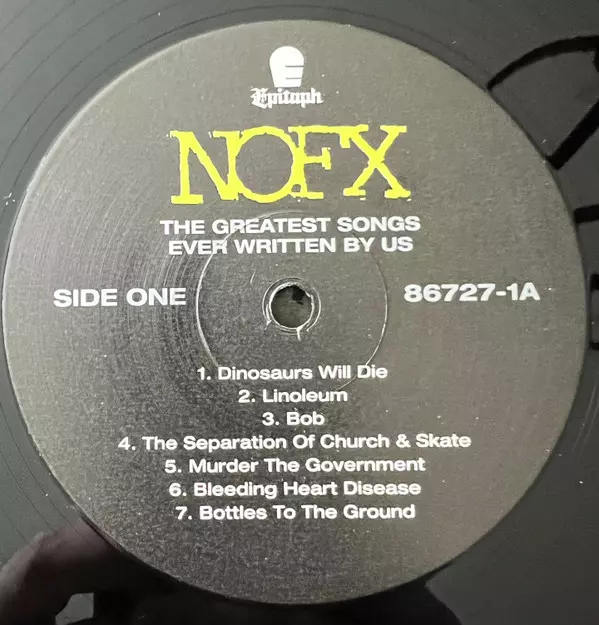 Epitaph
NOFX
THE GREATEST SONGS
EVER WRITTEN BY US
SIDE ONE
86727-1A
1. Dinosaurs Will Die
2. Linoleum
3. Bob
4. The Separation Of Church & Skate
5. Murder The Government
6. Bleeding Heart Disease
7. Bottles To The Ground